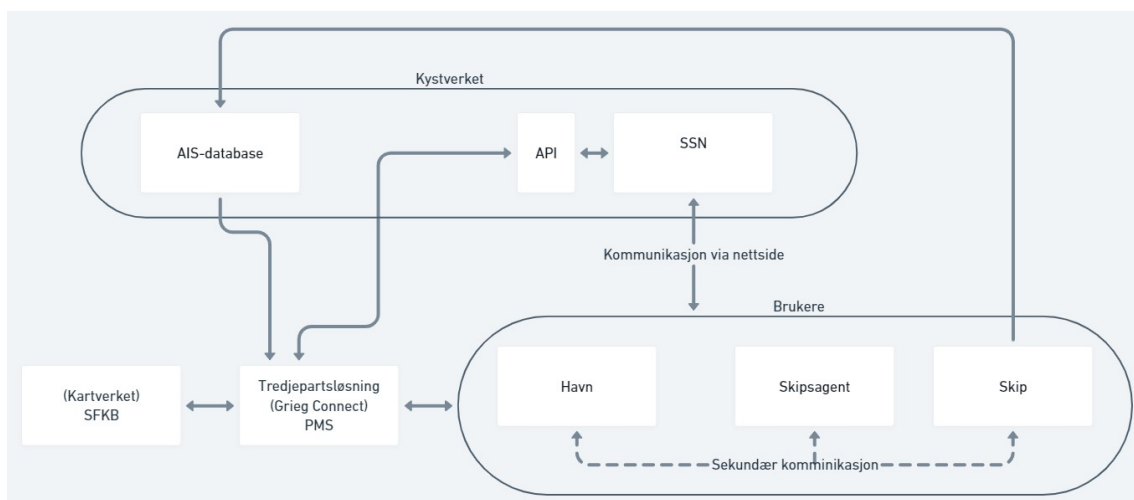 Kystverket
AIS-database
API
SSN
Kommunikasjon via nettside
Brukere
(Kartverket)
SFKB
Tredjepartsløsning
(Grieg Connect)
PMS
Havn
Skipsagent
Skip
Sekundær komminikasjon